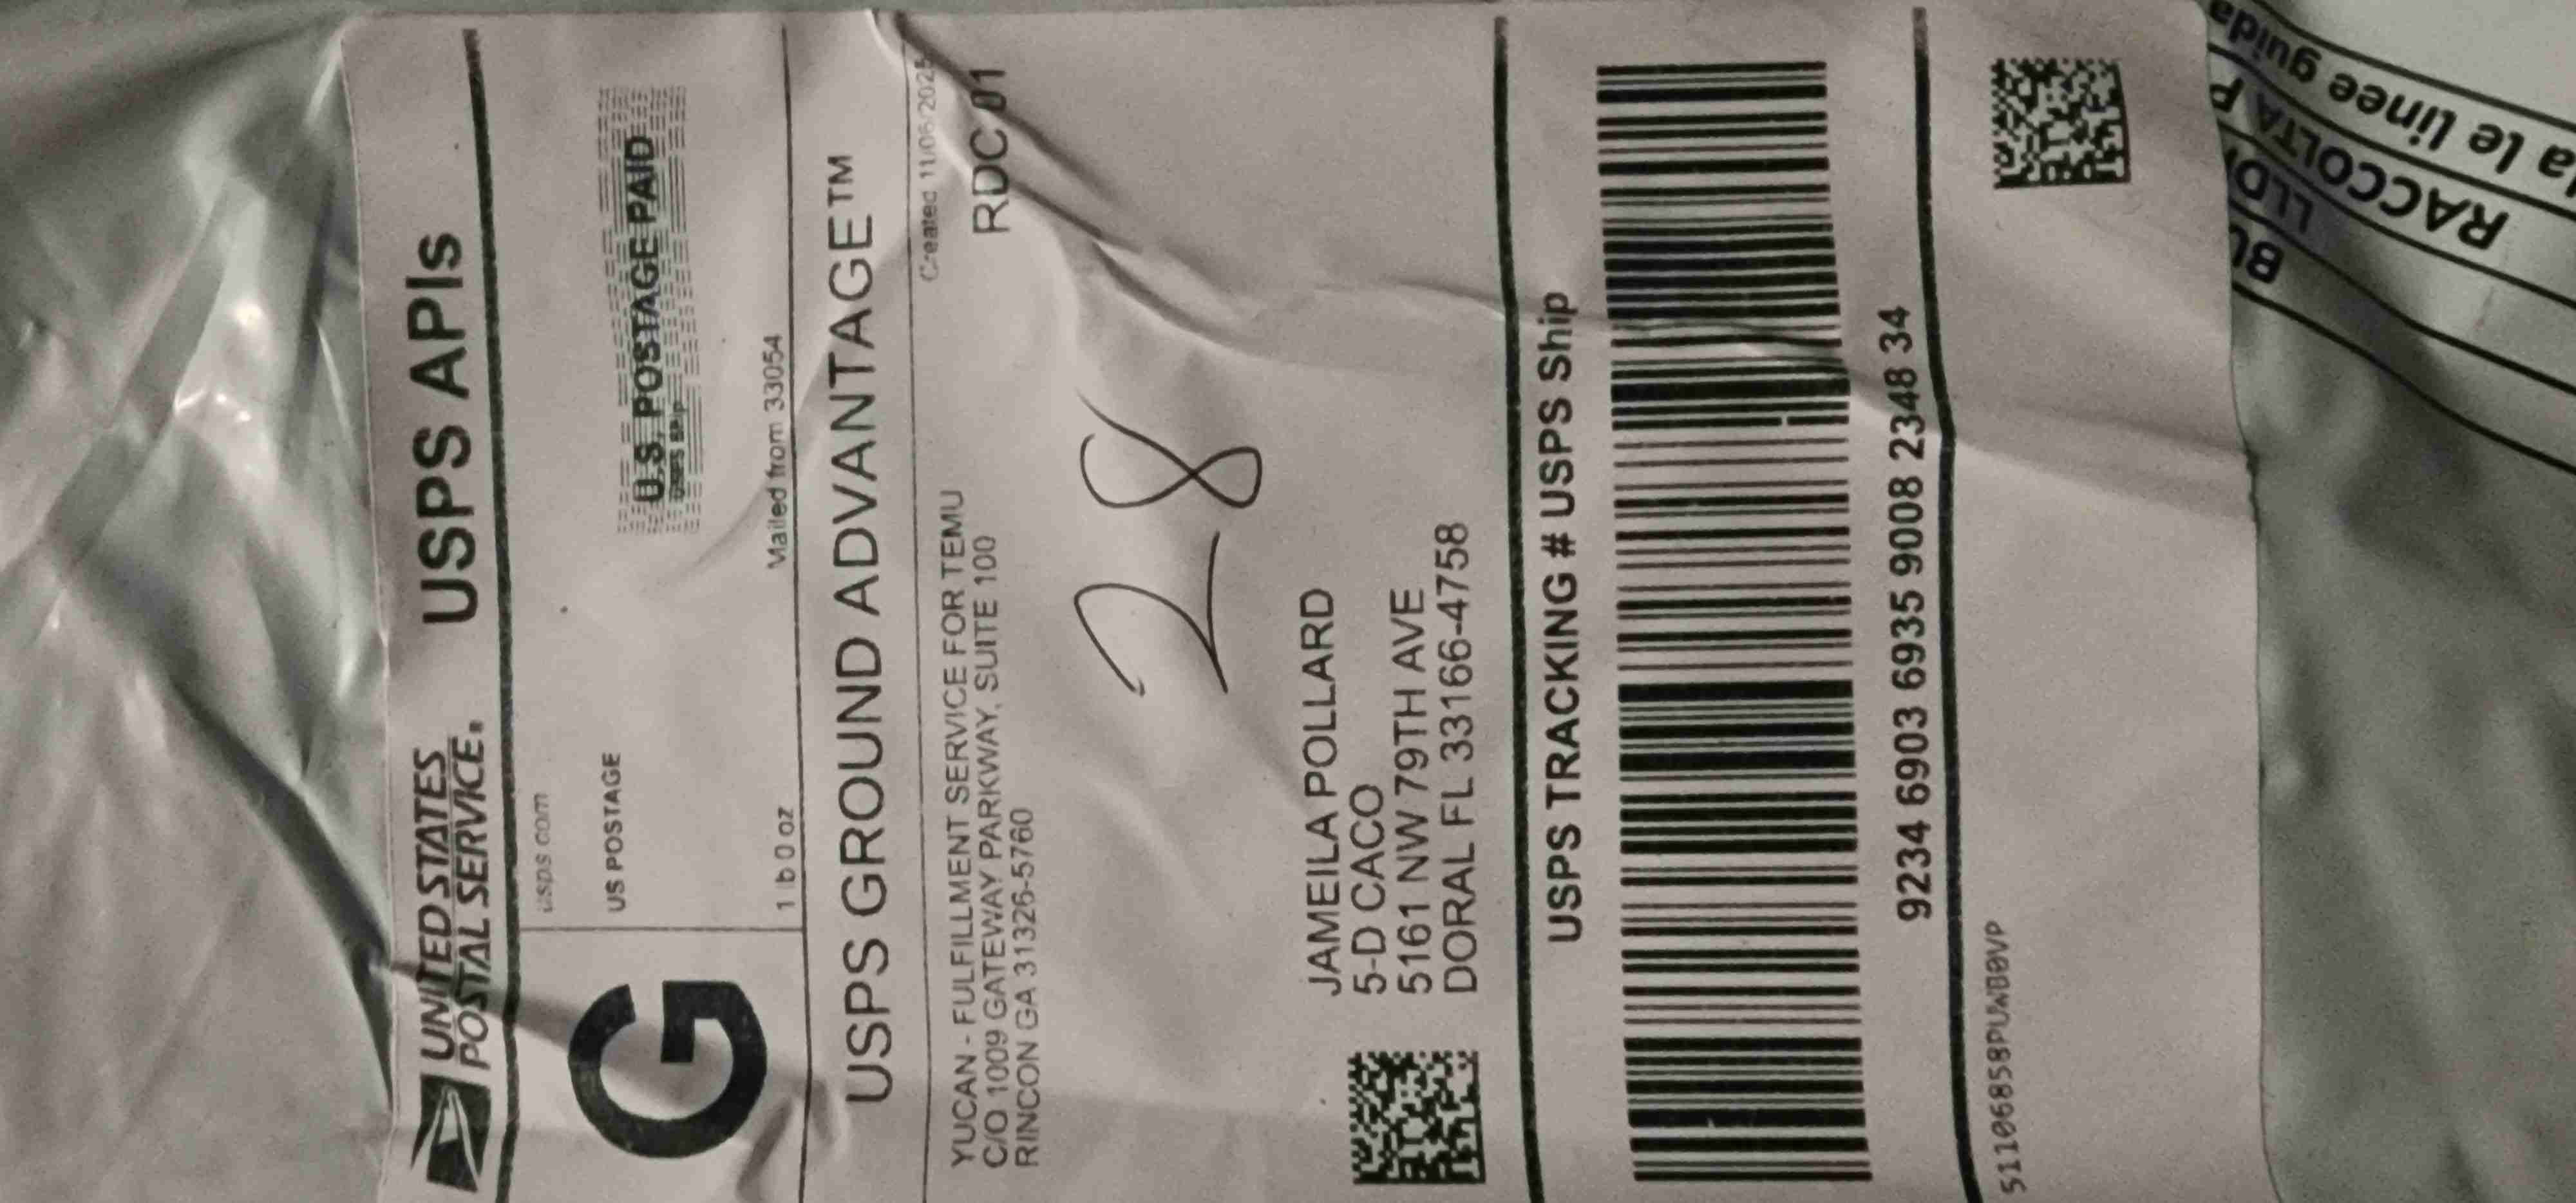 UNITED STATES
POSTAL SERVICE®
USPS APIs
G
usps.com
US POSTAGE
U.S. POSTAGE PAID
USPS Ship
1 lb 0 oz
Mailed from 33054
USPS GROUND ADVANTAGE™
YUCAN - FULFILLMENT SERVICE FOR TEMU
C/O 1009 GATEWAY PARKWAY, SUITE 100
RINCON GA 31326-5760
Created 11/06/2025
RDC 01
28
JAMEILA POLLARD
5-D CACO
5161 NW 79TH AVE
DORAL FL 33166-4758
USPS TRACKING # USPS Ship
9234 6903 6935 9008 2348 34
RACCOLTA P
le linee guida